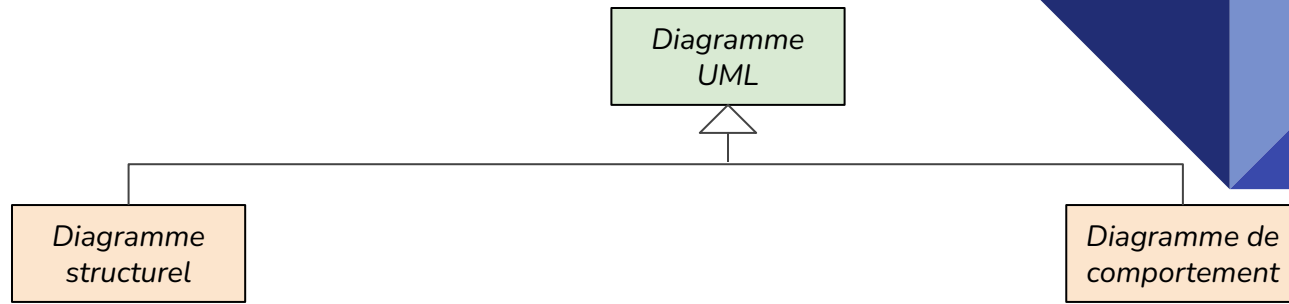 Diagramme
UML
Diagramme
structurel
Diagramme de
comportement